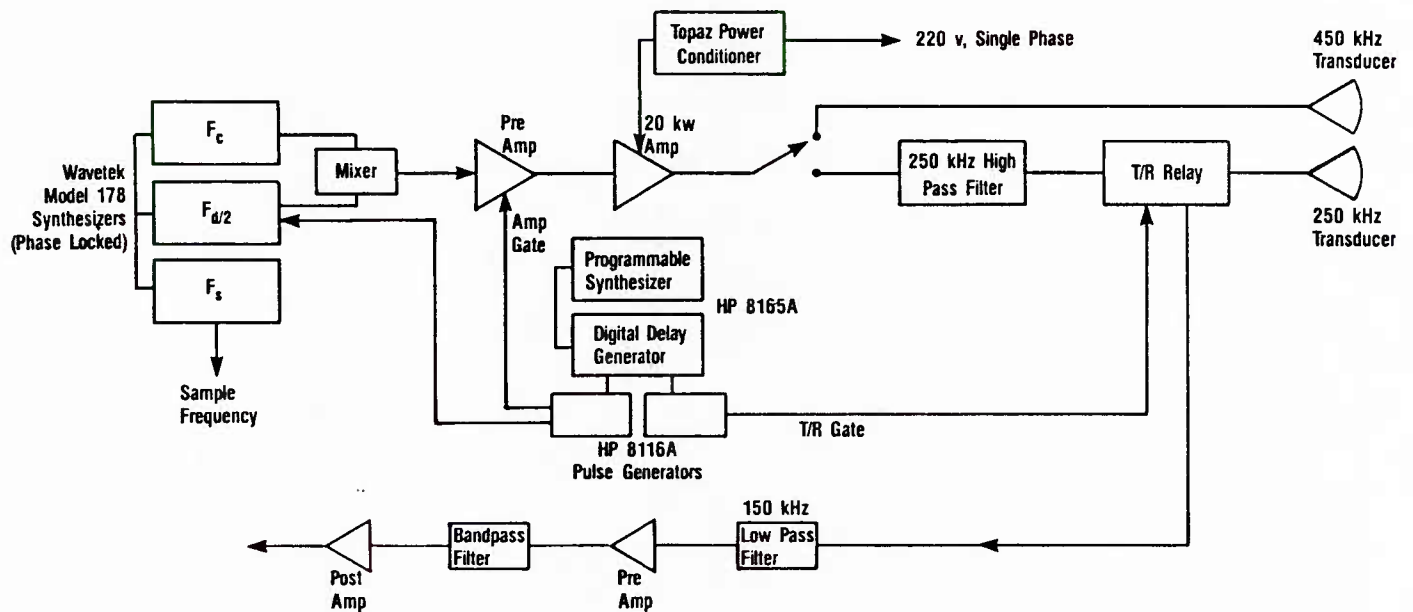 Topaz Power
Conditioner
220 v, Single Phase
450 kHz
Transducer
F_c
Pre
Amp
20 kw
Amp
Mixer
Wavetek
Model 178
Synthesizers
(Phase Locked)
F_d/2
250 kHz High
Pass Filter
T/R Relay
250 kHz
Transducer
Amp
Gate
F_s
Programmable
Synthesizer
HP 8165A
Digital Delay
Generator
Sample
Frequency
T/R Gate
HP 8116A
Pulse Generators
150 kHz
Low Pass
Filter
Bandpass
Filter
Post
Amp
Pre
Amp